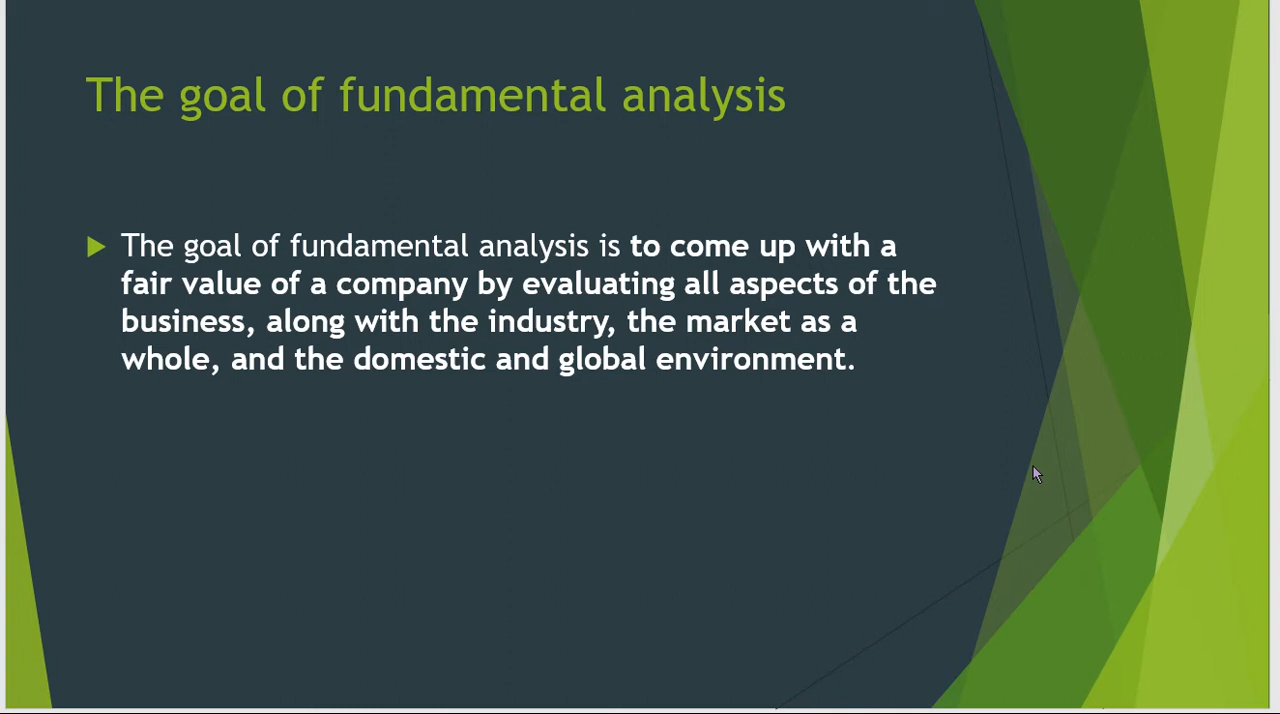 The goal of fundamental analysis
The goal of fundamental analysis is to come up with a
fair value of a company by evaluating all aspects of the
business, along with the industry, the market as a
whole, and the domestic and global environment.